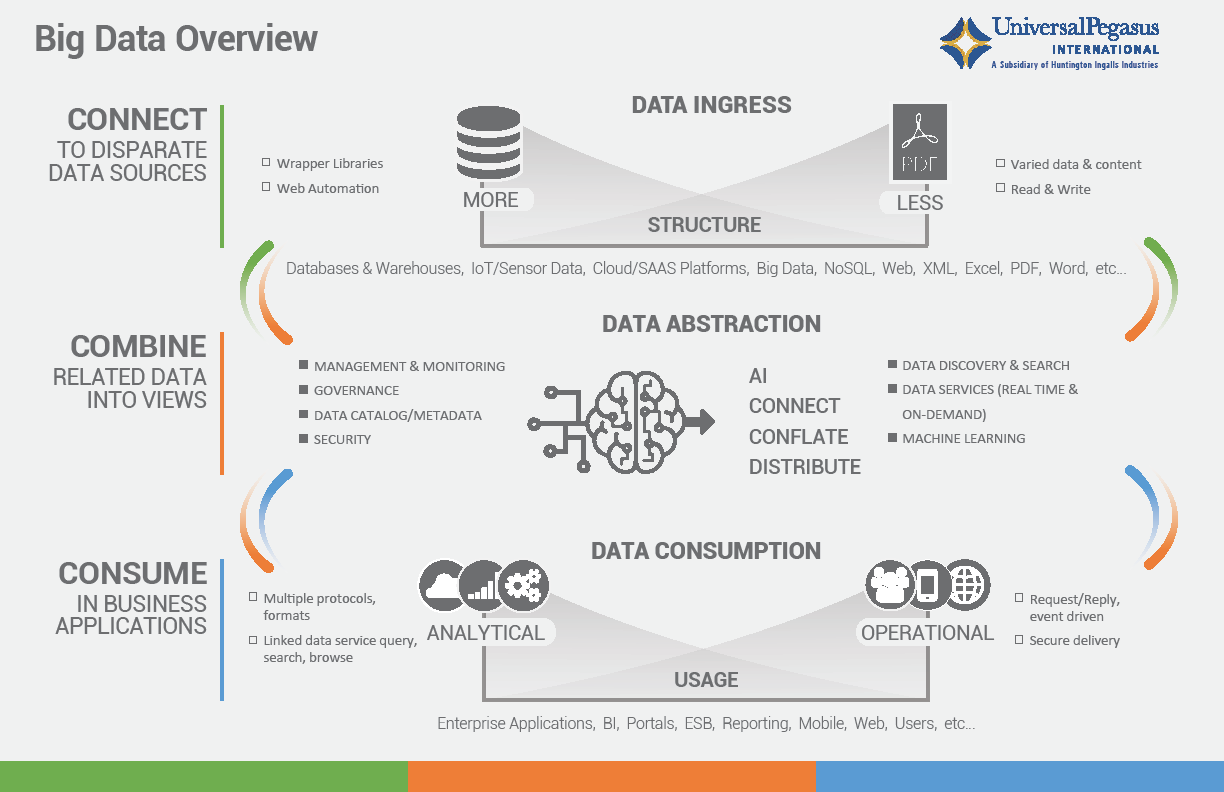 Big Data Overview
UniversalPegasus
INTERNATIONAL
A Subsidiary of Huntington Ingalls Industries
CONNECT
TO DISPARATE
DATA SOURCES
Wrapper Libraries
Web Automation
DATA INGRESS
MORE
PDF
LESS
STRUCTURE
Varied data & content
Read & Write
Databases & Warehouses, IoT/Sensor Data, Cloud/SAAS Platforms, Big Data, NoSQL, Web, XML, Excel, PDF, Word, etc...
COMBINE
RELATED DATA
INTO VIEWS
DATA ABSTRACTION
MANAGEMENT & MONITORING
GOVERNANCE
DATA CATALOG/METADATA
SECURITY
AI
CONNECT
CONFLATE
DISTRIBUTE
DATA DISCOVERY & SEARCH
DATA SERVICES (REAL TIME &
ON-DEMAND)
MACHINE LEARNING
CONSUME
IN BUSINESS
APPLICATIONS
DATA CONSUMPTION
Multiple protocols,
formats
Linked data service query,
search, browse
ANALYTICAL
OPERATIONAL
USAGE
Request/Reply,
event driven
Secure delivery
Enterprise Applications, BI, Portals, ESB, Reporting, Mobile, Web, Users, etc...